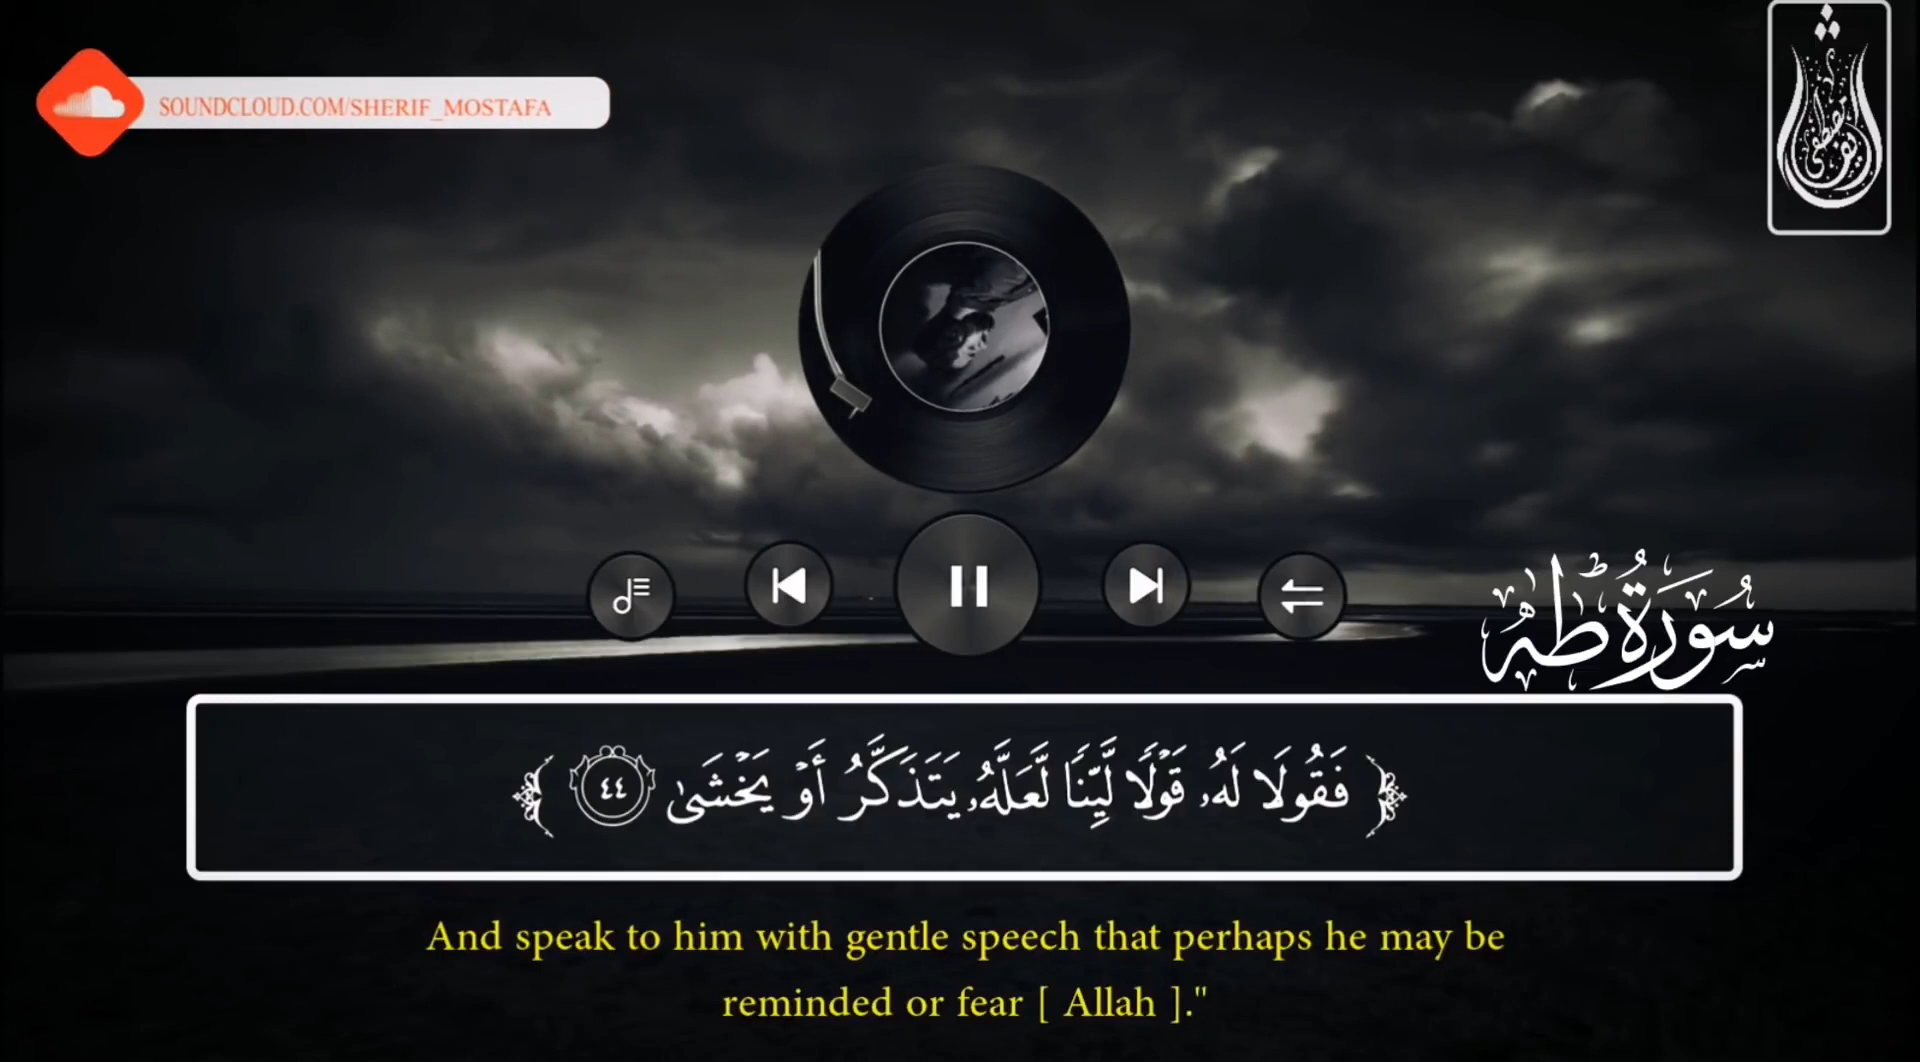 SOUNDCLOUD.COM/SHERIF_MOSTAFA
سُورَةُ طه
﴿ فَقُولَا لَهُۥ قَوْلًا لَّيِّنًا لَّعَلَّهُۥ يَتَذَكَّرُ أَوْ يَخْشَىٰ ٤٤ ﴾
And speak to him with gentle speech that perhaps he may be
reminded or fear [ Allah ]."